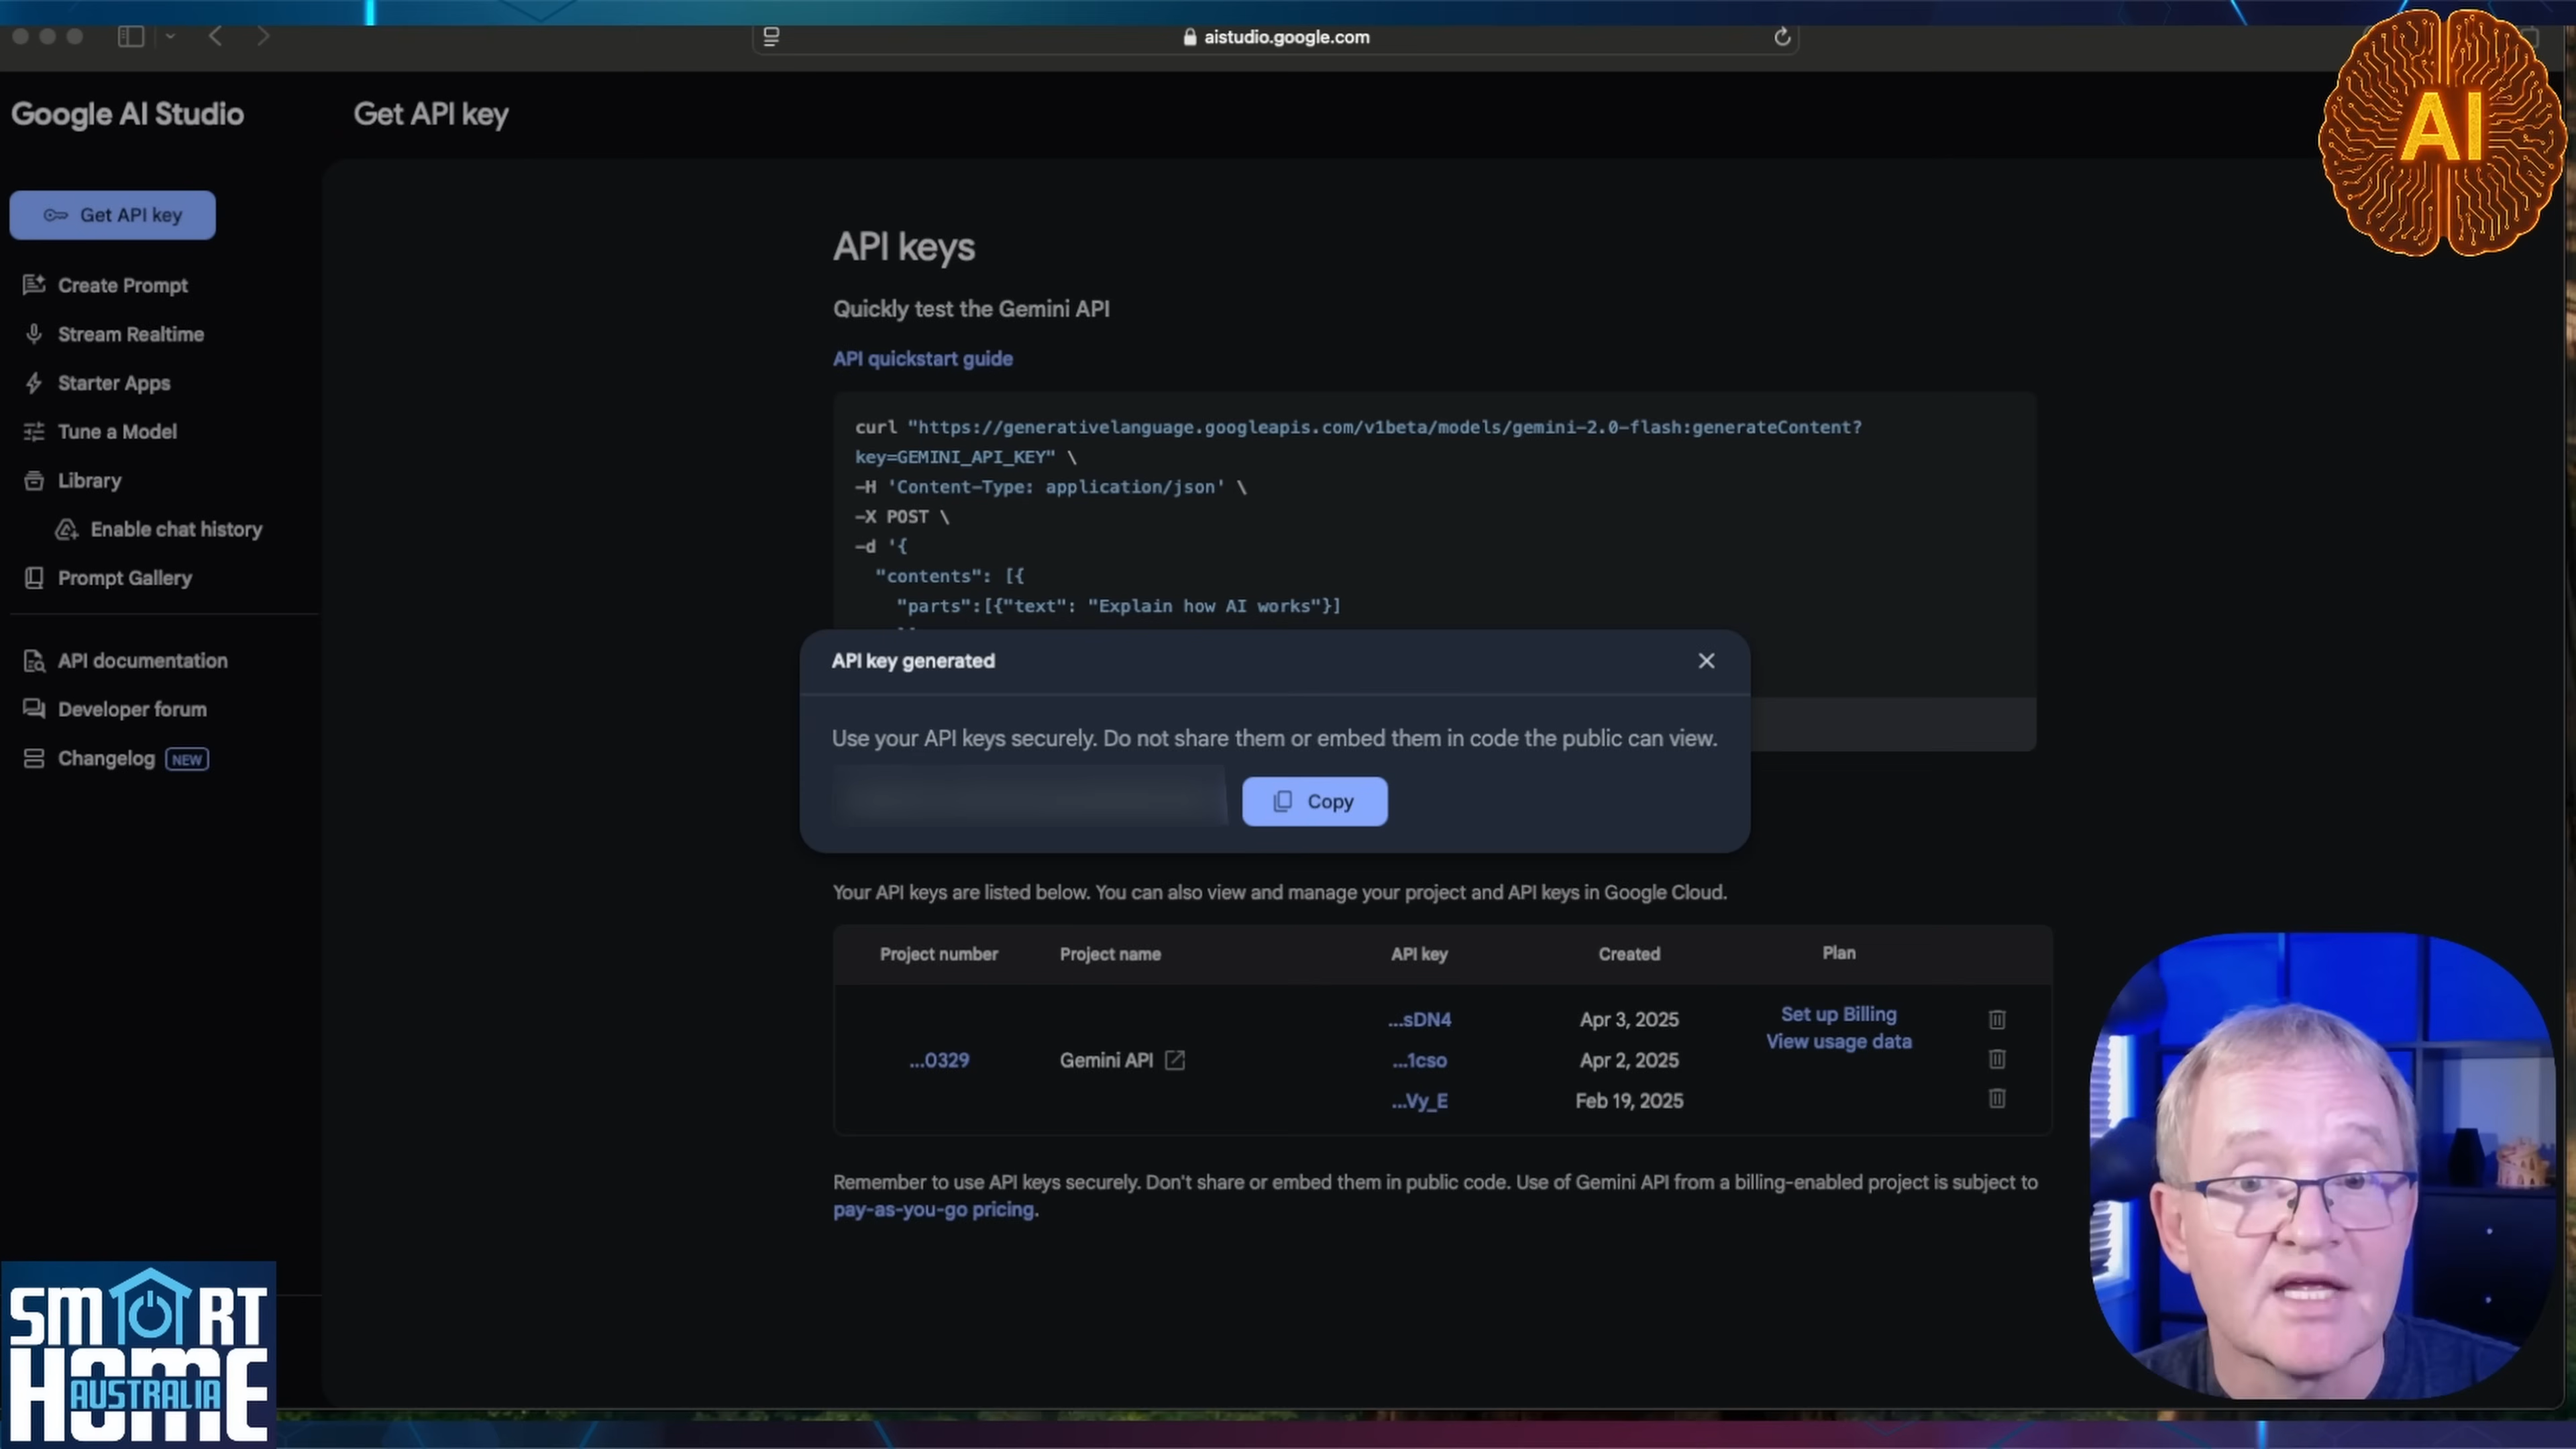 aistudio.google.com
AI
Google AI Studio
Get API key
Get API key
Create Prompt
Stream Realtime
Starter Apps
Tune a Model
Library
Enable chat history
Prompt Gallery
API documentation
Developer forum
Changelog NEW
API keys
Quickly test the Gemini API
API quickstart guide
curl "https://generativelanguage.googleapis.com/v1beta/models/gemini-2.0-flash:generateContent?
key=GEMINI_API_KEY" \
-H 'Content-Type: application/json' \
-X POST \
-d '{
"contents": [{
"parts":[{"text": "Explain how AI works"}]
API key generated
Use your API keys securely. Do not share them or embed them in code the public can view.
Copy
Your API keys are listed below. You can also view and manage your project and API keys in Google Cloud.
Project number Project name API key Created Plan
...sDN4 Apr 3, 2025 Set up Billing
View usage data
...0329 Gemini API ...1cso Apr 2, 2025
...Vy_E Feb 19, 2025
Remember to use API keys securely. Don't share or embed them in public code. Use of Gemini API from a billing-enabled project is subject to
pay-as-you-go pricing.
SMART
HOME
AUSTRALIA